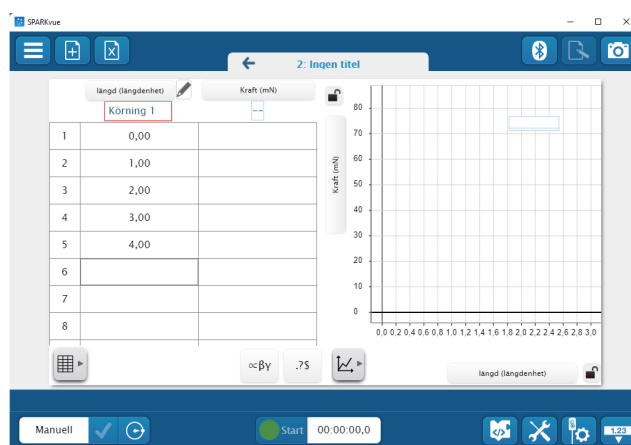 SPARKvue
2: Ingen titel
längd (längdenhet)
Kraft (mN)
Körning 1
--
1 0,00
2 1,00
3 2,00
4 3,00
5 4,00
6
7
8
Kraft (mN)
80
70
60
50
40
30
20
10
0
0,0 0,2 0,4 0,6 0,8 1,0 1,2 1,4 1,6 1,8 2,0 2,2 2,4 2,6 2,8 3,0
längd (längdenhet)
∝βγ
.?$
Manuell
Start
00:00:00,0
1.23